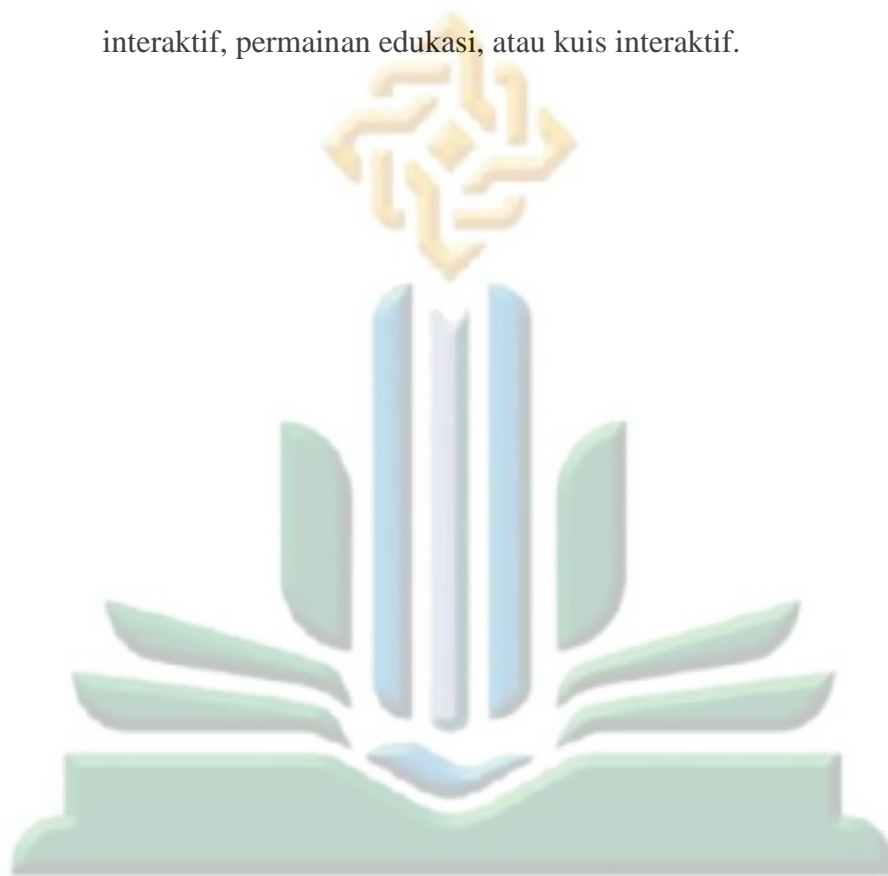 interaktif, permainan edukasi, atau kuis interaktif.